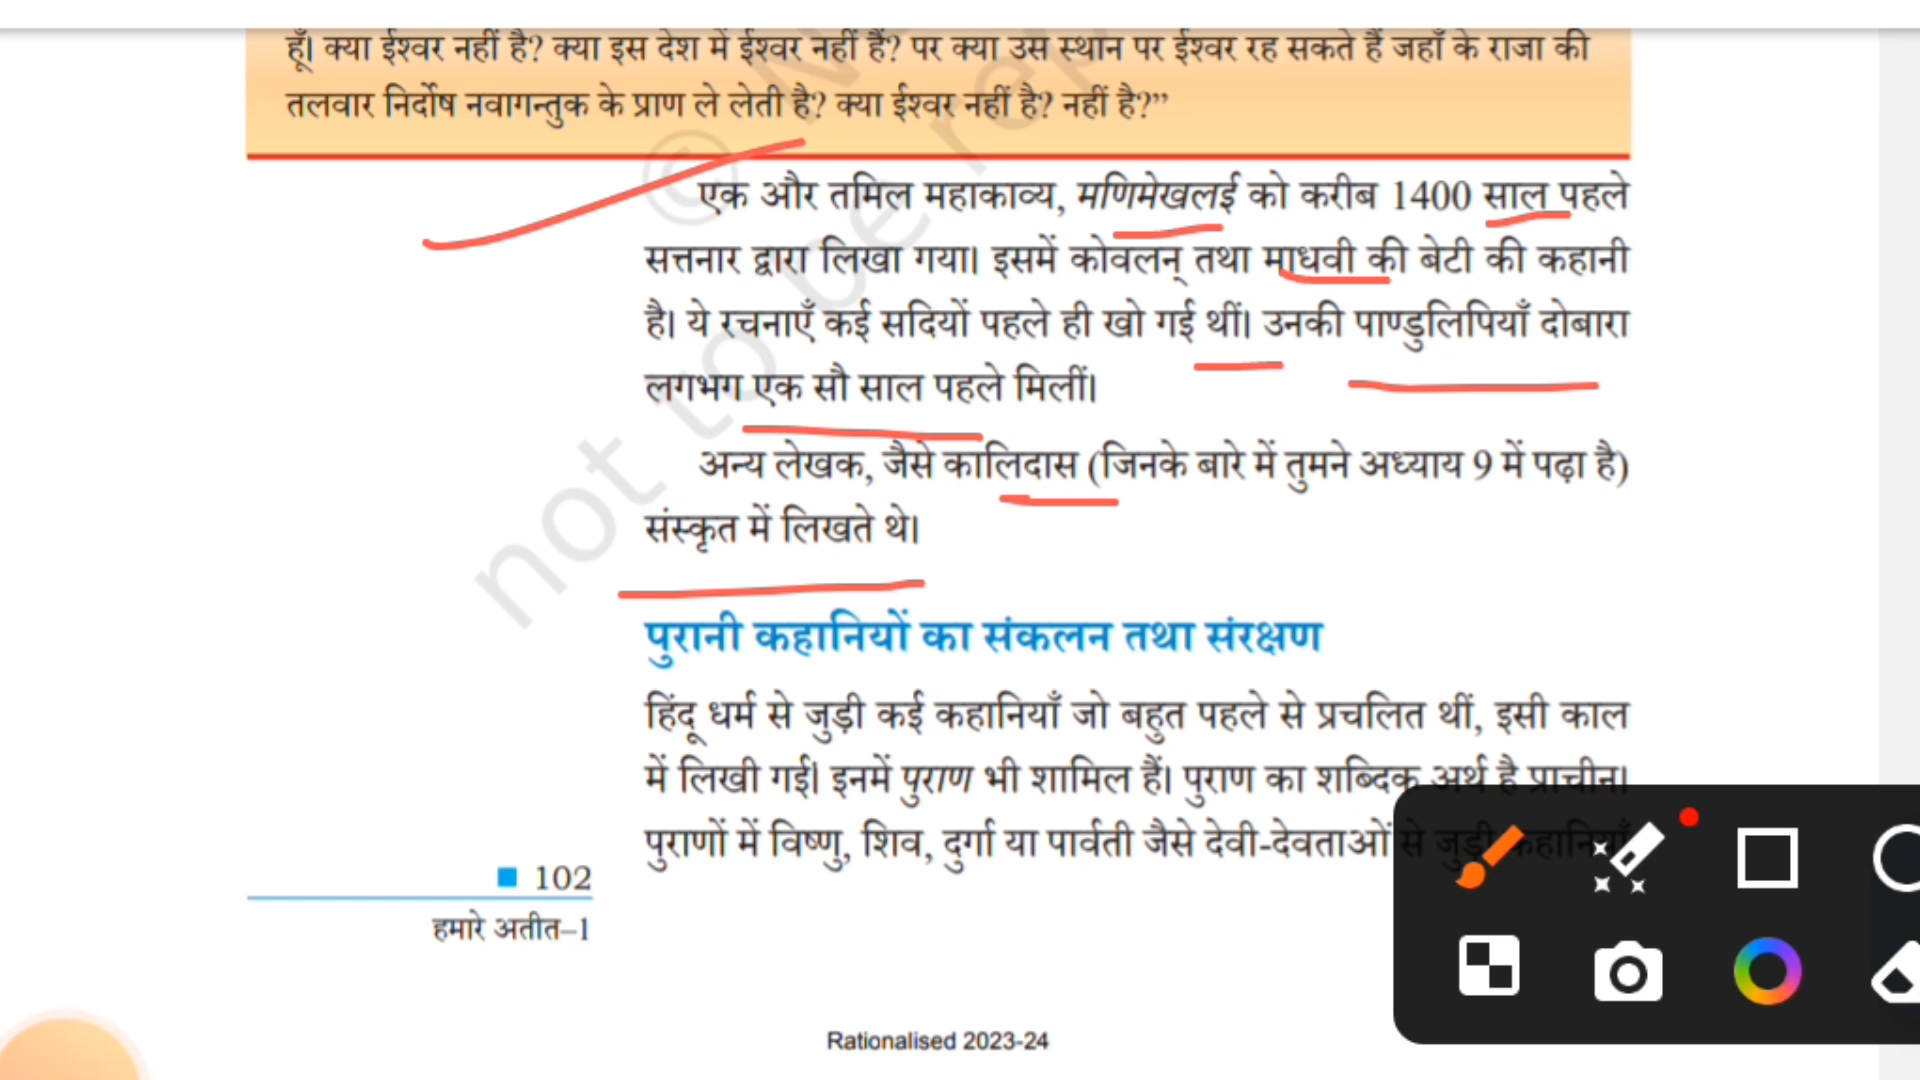 हूँ। क्या ईश्वर नहीं है? क्या इस देश में ईश्वर नहीं हैं? पर क्या उस स्थान पर ईश्वर रह सकते हैं जहाँ के राजा की
तलवार निर्दोष नवागन्तुक के प्राण ले लेती है? क्या ईश्वर नहीं है? नहीं है?”
एक और तमिल महाकाव्य, मणिमेखलई को करीब 1400 साल पहले
सत्तनार द्वारा लिखा गया। इसमें कोवलन् तथा माधवी की बेटी की कहानी
है। ये रचनाएँ कई सदियों पहले ही खो गई थीं। उनकी पाण्डुलिपियाँ दोबारा
लगभग एक सौ साल पहले मिलीं।
अन्य लेखक, जैसे कालिदास (जिनके बारे में तुमने अध्याय 9 में पढ़ा है)
संस्कृत में लिखते थे।
पुरानी कहानियों का संकलन तथा संरक्षण
हिंदू धर्म से जुड़ी कई कहानियाँ जो बहुत पहले से प्रचलित थीं, इसी काल
में लिखी गईं। इनमें पुराण भी शामिल हैं। पुराण का शब्दिक अर्थ है प्राचीन।
पुराणों में विष्णु, शिव, दुर्गा या पार्वती जैसे देवी-देवताओं से जुड़ी कहानियाँ
102
हमारे अतीत–1
Rationalised 2023-24
not to be rep